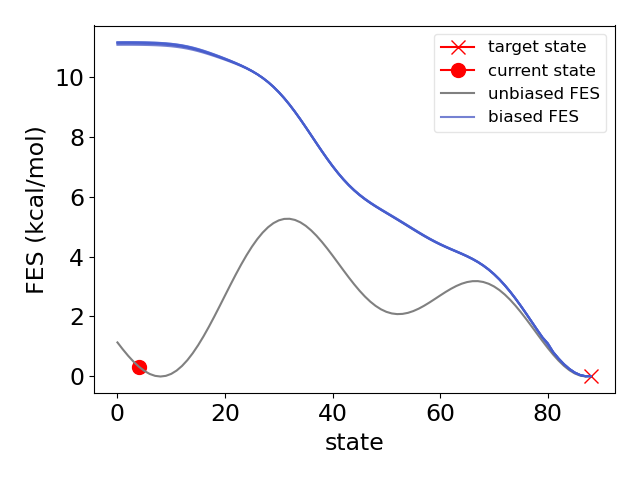 target state
current state
unbiased FES
biased FES
FES (kcal/mol)
10
8
6
4
2
0
0 20 40 60 80
state